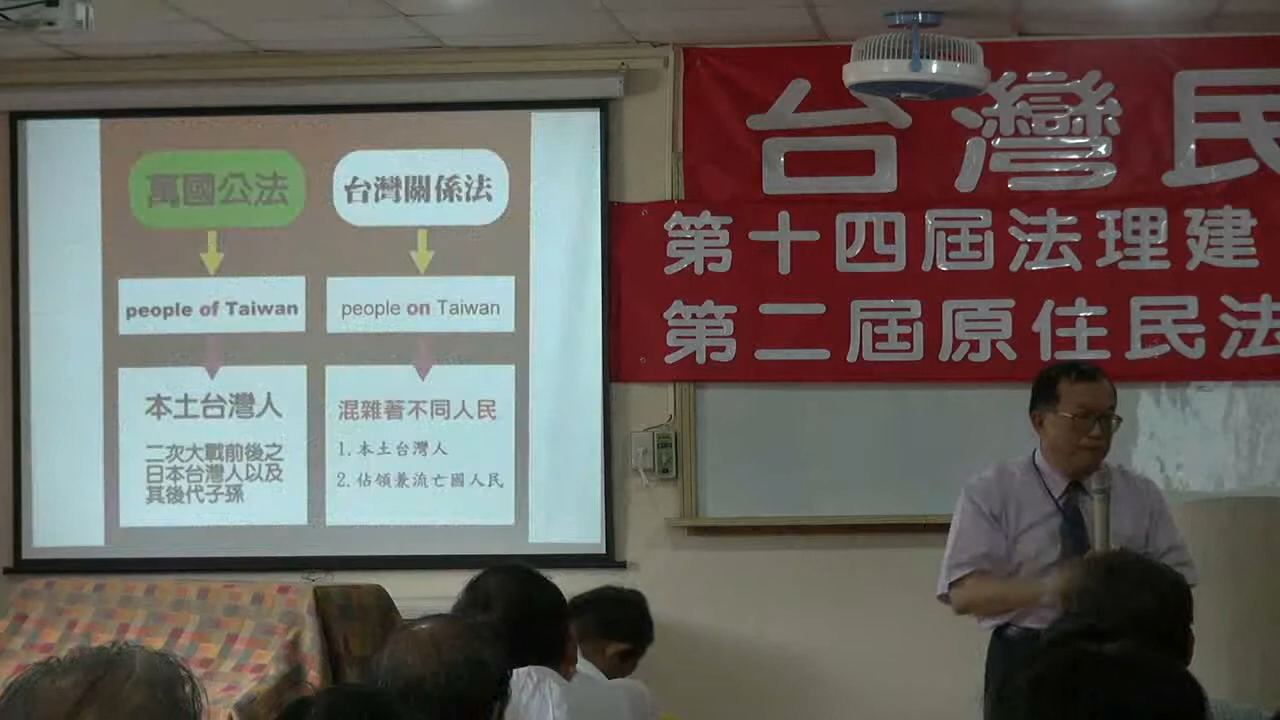 萬國公法
台灣關係法
people of Taiwan
people on Taiwan
本土台灣人
二次大戰前後之
日本台灣人以及
其後代子孫
混雜著不同人民
1. 本土台灣人
2. 佔領兼流亡國人民
台灣民
第十四屆法理建
第二屆原住民法